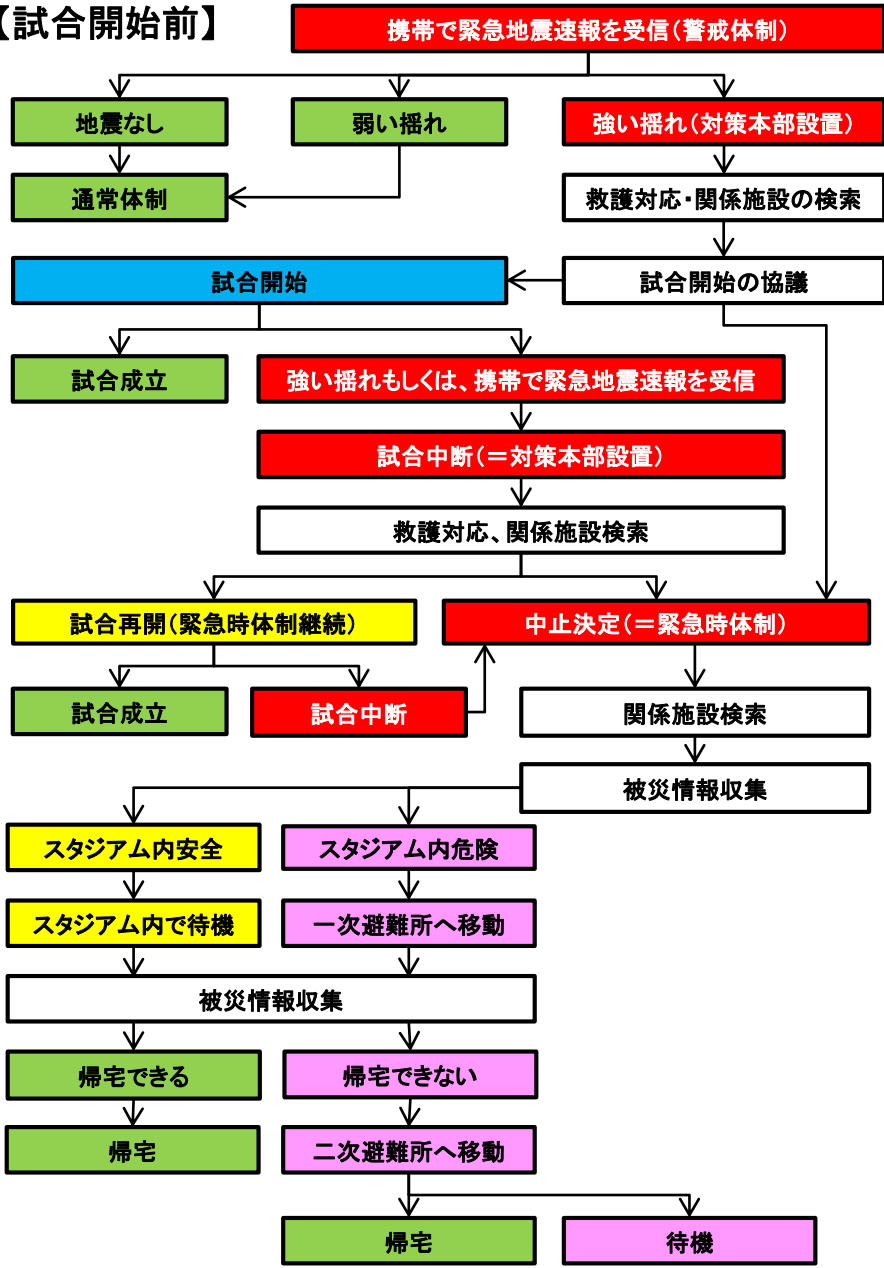 【試合開始前】
携帯で緊急地震速報を受信(警戒体制)
地震なし
弱い揺れ
強い揺れ(対策本部設置)
通常体制
救護対応・関係施設の検索
試合開始
試合開始の協議
試合成立
強い揺れもしくは、携帯で緊急地震速報を受信
試合中断(=対策本部設置)
救護対応、関係施設検索
試合再開(緊急時体制継続)
中止決定(=緊急時体制)
試合成立
試合中断
関係施設検索
被災情報収集
スタジアム内安全
スタジアム内危険
スタジアム内で待機
一次避難所へ移動
被災情報収集
帰宅できる
帰宅できない
帰宅
二次避難所へ移動
帰宅
待機